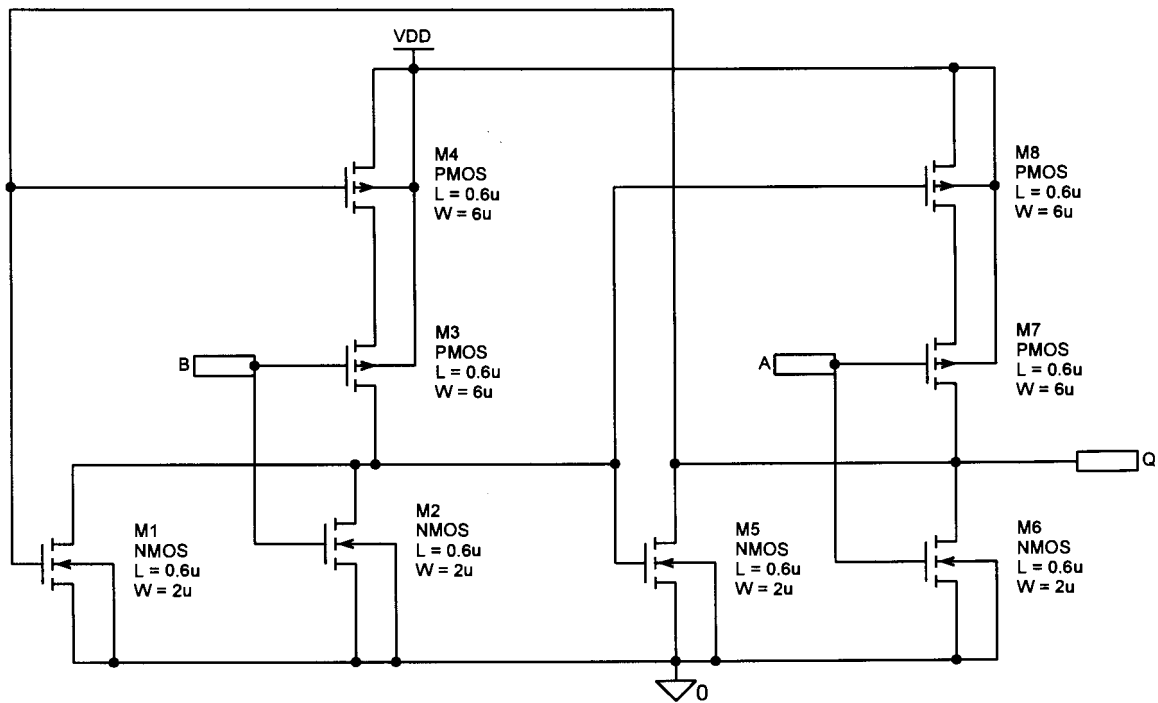 VDD
M4
PMOS
L = 0.6u
W = 6u
M8
PMOS
L = 0.6u
W = 6u
B
M3
PMOS
L = 0.6u
W = 6u
A
M7
PMOS
L = 0.6u
W = 6u
Q
M1
NMOS
L = 0.6u
W = 2u
M2
NMOS
L = 0.6u
W = 2u
M5
NMOS
L = 0.6u
W = 2u
M6
NMOS
L = 0.6u
W = 2u
0